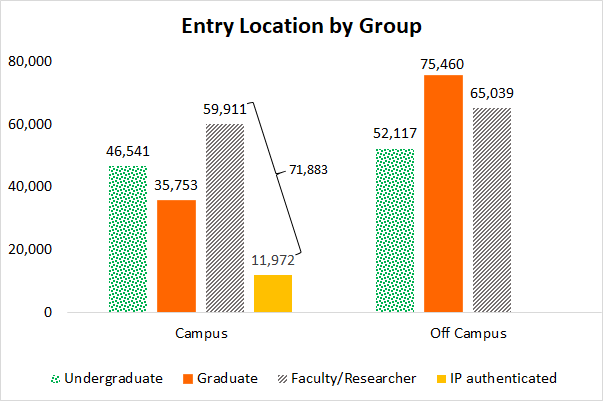 Entry Location by Group
80,000
60,000
40,000
20,000
0
46,541
35,753
59,911
11,972
71,883
52,117
75,460
65,039
Campus
Off Campus
Undergraduate
Graduate
Faculty/Researcher
IP authenticated